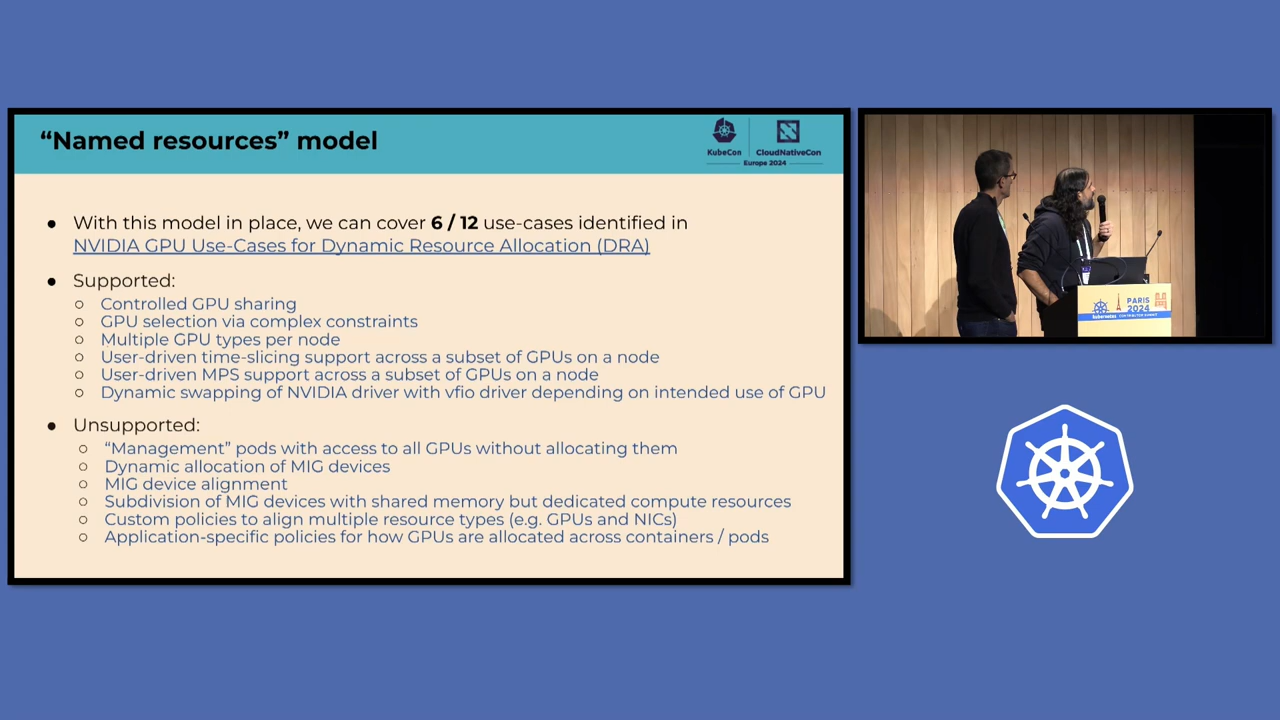 “Named resources” model
KubeCon
CloudNativeCon
Europe 2024
● With this model in place, we can cover 6 / 12 use-cases identified in
NVIDIA GPU Use-Cases for Dynamic Resource Allocation (DRA)
● Supported:
○ Controlled GPU sharing
○ GPU selection via complex constraints
○ Multiple GPU types per node
○ User-driven time-slicing support across a subset of GPUs on a node
○ User-driven MPS support across a subset of GPUs on a node
○ Dynamic swapping of NVIDIA driver with vfio driver depending on intended use of GPU
● Unsupported:
○ “Management” pods with access to all GPUs without allocating them
○ Dynamic allocation of MIG devices
○ MIG device alignment
○ Subdivision of MIG devices with shared memory but dedicated compute resources
○ Custom policies to align multiple resource types (e.g. GPUs and NICs)
○ Application-specific policies for how GPUs are allocated across containers / pods
PARIS
2024
kubernetes CONTRIBUTOR SUMMIT